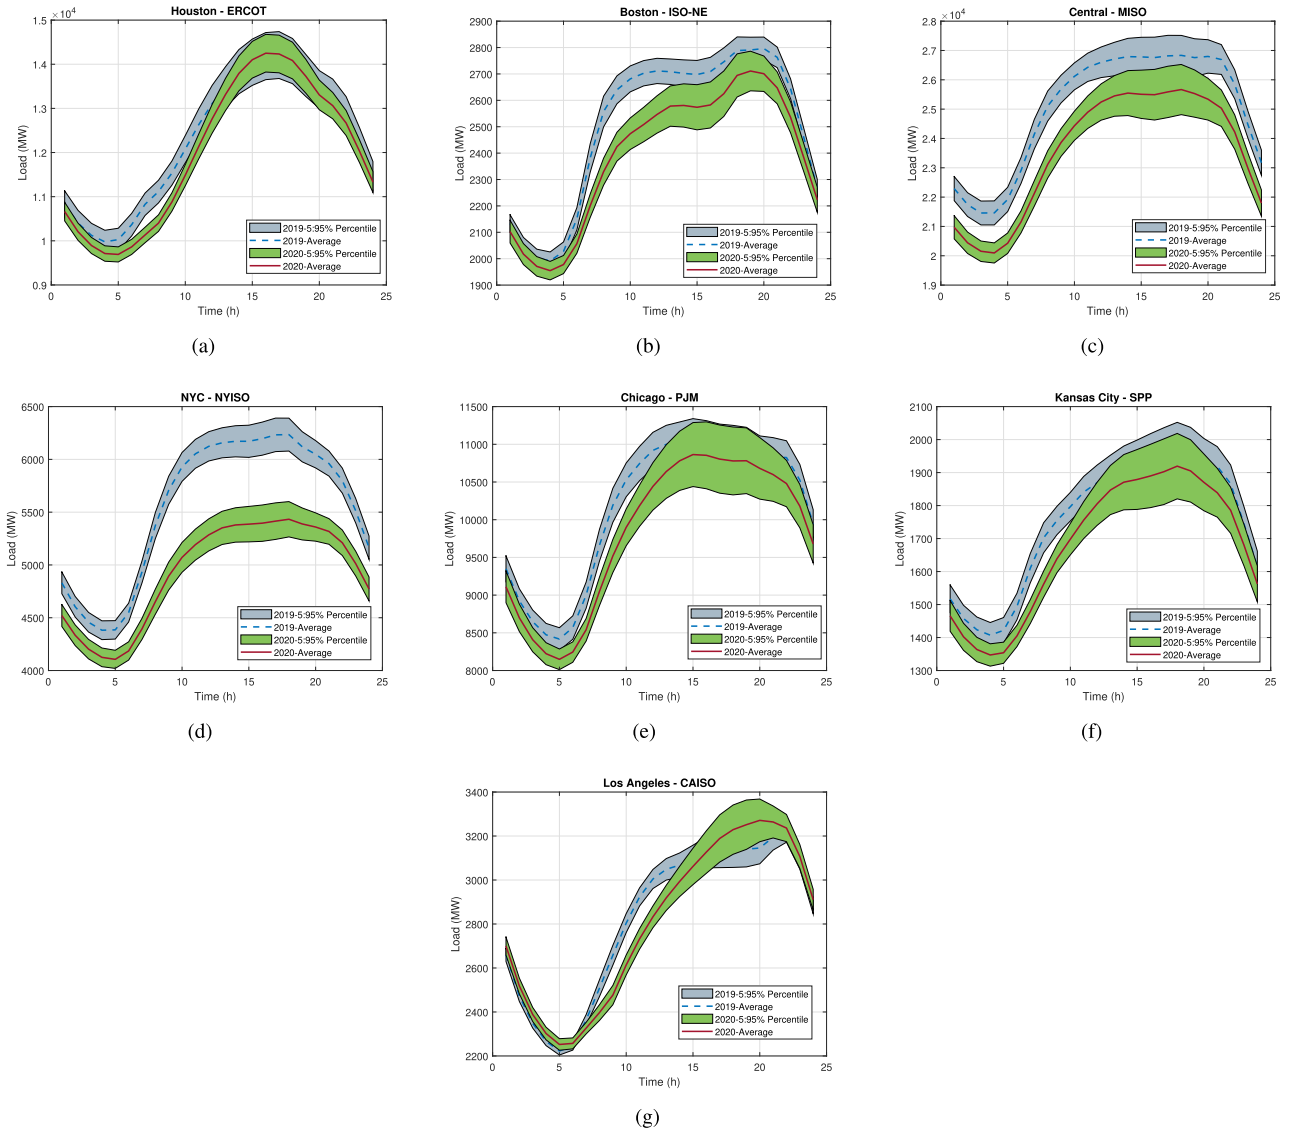 Houston - ERCOT
×10⁴
1.5
1.4
1.3
1.2
1.1
1
0.9
Load (MW)
0 5 10 15 20 25
Time (h)
2019-5:95% Percentile
2019-Average
2020-5:95% Percentile
2020-Average
(a)
Boston - ISO-NE
2900
2800
2700
2600
2500
2400
2300
2200
2100
2000
1900
Load (MW)
0 5 10 15 20 25
Time (h)
2019-5:95% Percentile
2019-Average
2020-5:95% Percentile
2020-Average
(b)
Central - MISO
×10⁴
2.8
2.7
2.6
2.5
2.4
2.3
2.2
2.1
2
1.9
Load (MW)
0 5 10 15 20 25
Time (h)
2019-5:95% Percentile
2019-Average
2020-5:95% Percentile
2020-Average
(c)
NYC - NYISO
6500
6000
5500
5000
4500
4000
Load (MW)
0 5 10 15 20 25
Time (h)
2019-5:95% Percentile
2019-Average
2020-5:95% Percentile
2020-Average
(d)
Chicago - PJM
11500
11000
10500
10000
9500
9000
8500
8000
Load (MW)
0 5 10 15 20 25
Time (h)
2019-5:95% Percentile
2019-Average
2020-5:95% Percentile
2020-Average
(e)
Kansas City - SPP
2100
2000
1900
1800
1700
1600
1500
1400
1300
Load (MW)
0 5 10 15 20 25
Time (h)
2019-5:95% Percentile
2019-Average
2020-5:95% Percentile
2020-Average
(f)
Los Angeles - CAISO
3400
3200
3000
2800
2600
2400
2200
Load (MW)
0 5 10 15 20 25
Time (h)
2019-5:95% Percentile
2019-Average
2020-5:95% Percentile
2020-Average
(g)